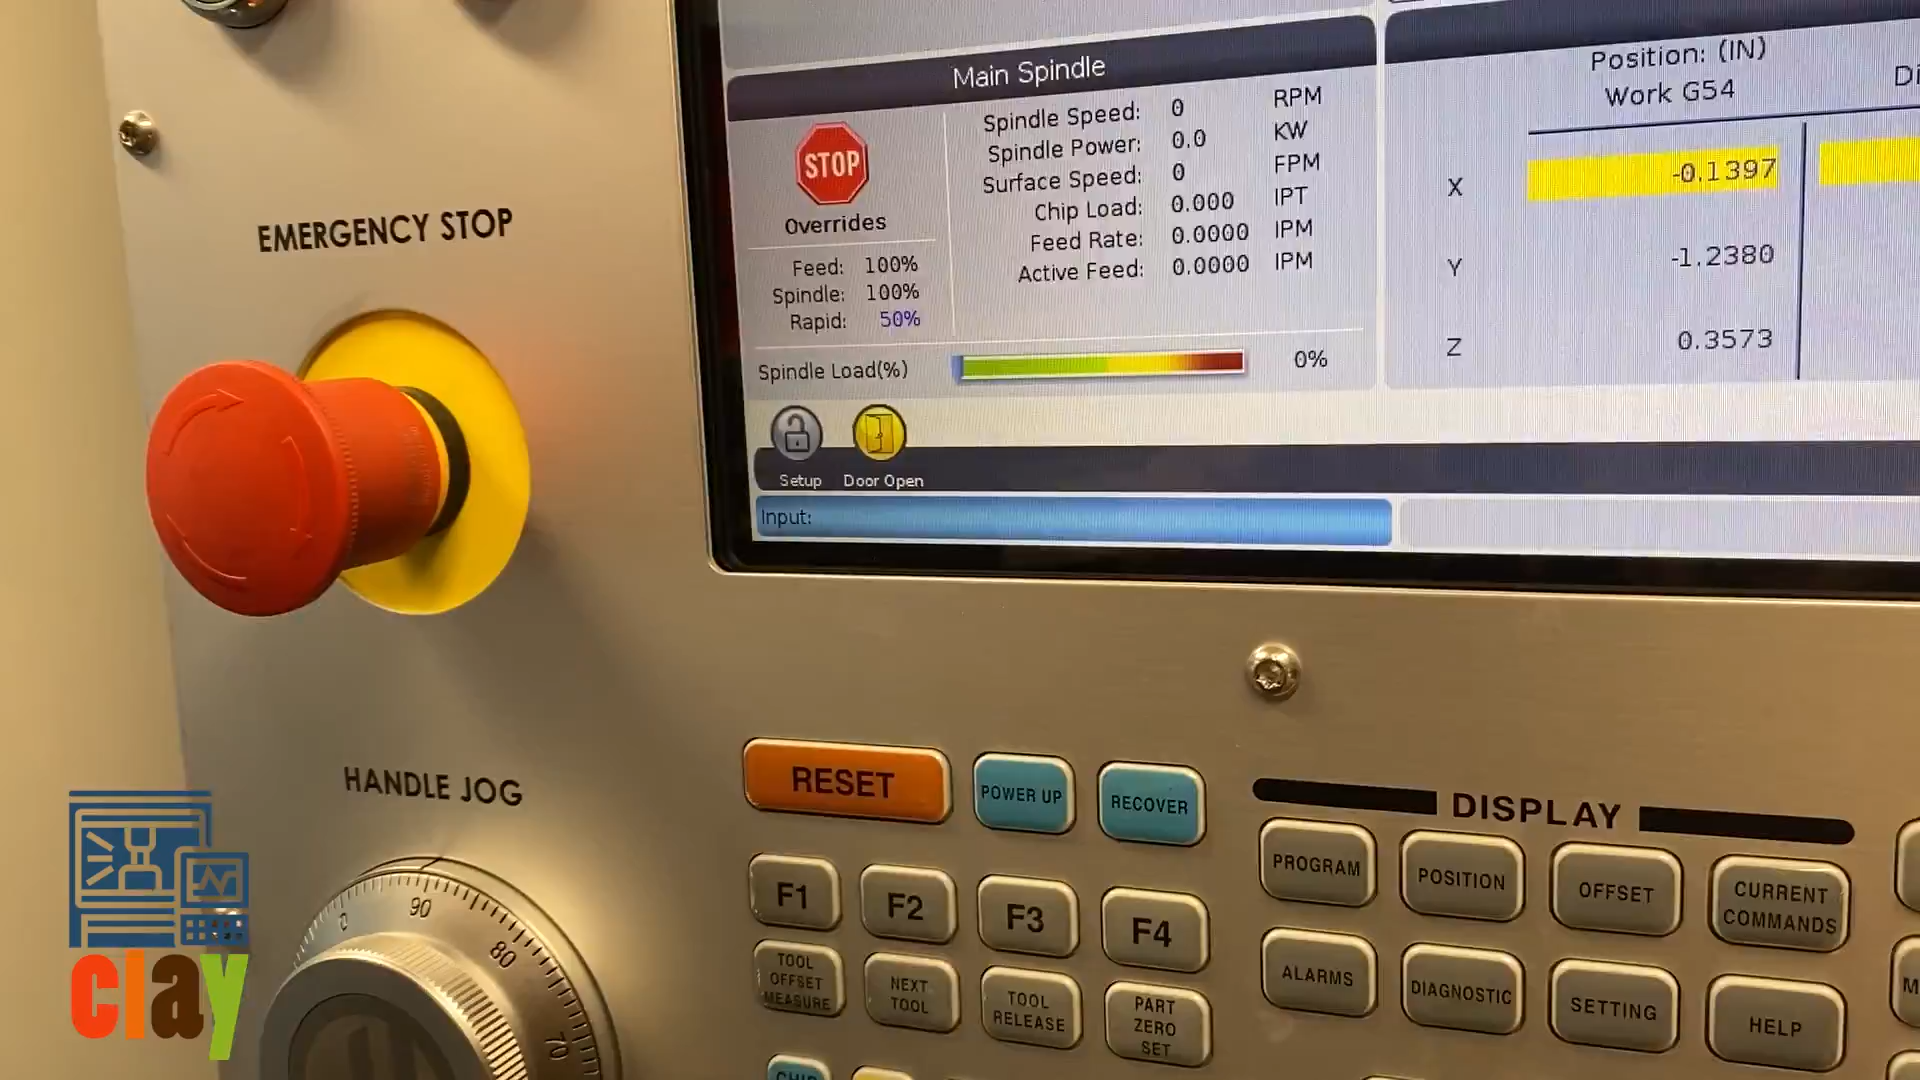 EMERGENCY STOP
Main Spindle
STOP
Overrides
Feed: 100%
Spindle: 100%
Rapid: 50%
Spindle Speed: 0 RPM
Spindle Power: 0.0 KW
Surface Speed: 0 FPM
Chip Load: 0.000 IPT
Feed Rate: 0.0000 IPM
Active Feed: 0.0000 IPM
Spindle Load(%) 0%
Position: (IN)
Work G54
X -0.1397
Y -1.2380
Z 0.3573
Setup
Door Open
Input:
HANDLE JOG
90
80
70
RESET
POWER UP
RECOVER
F1
F2
F3
F4
TOOL
OFFSET
MEASURE
NEXT
TOOL
TOOL
RELEASE
PART
ZERO
SET
DISPLAY
PROGRAM
POSITION
OFFSET
CURRENT
COMMANDS
ALARMS
DIAGNOSTIC
SETTING
HELP
clay